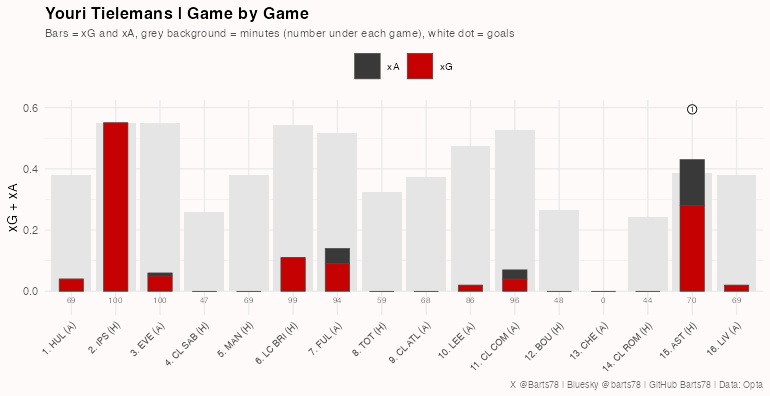 Youri Tielemans | Game by Game
Bars = xG and xA, grey background = minutes (number under each game), white dot = goals
xA xG
xG + xA
0.6
0.4
0.2
0.0
1
69 100 100 47 69 99 94 59 68 86 96 48 0 44 70 69
1. HUL (A)
2. IPS (H)
3. EVE (A)
4. CL SAB (H)
5. MAN (H)
6. LC BRI (H)
7. FUL (A)
8. TOT (H)
9. CL ATL (A)
10. LEE (A)
11. CL COM (A)
12. BOU (H)
13. CHE (A)
14. CL ROM (H)
15. AST (H)
16. LIV (A)
X @Barts78 | Bluesky @barts78 | GitHub Barts78 | Data: Opta